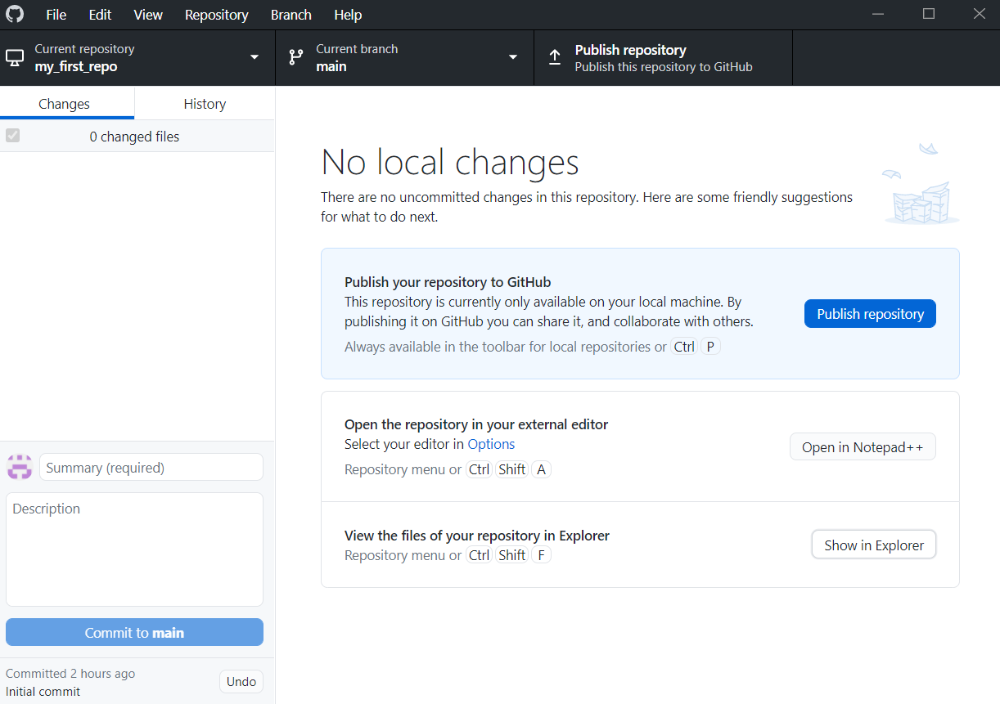 File Edit View Repository Branch Help
Current repository
my_first_repo
Current branch
main
Publish repository
Publish this repository to GitHub
Changes
History
0 changed files
No local changes
There are no uncommitted changes in this repository. Here are some friendly suggestions
for what to do next.
Publish your repository to GitHub
This repository is currently only available on your local machine. By
publishing it on GitHub you can share it, and collaborate with others.
Always available in the toolbar for local repositories or Ctrl P
Publish repository
Open the repository in your external editor
Select your editor in Options
Repository menu or Ctrl Shift A
Open in Notepad++
View the files of your repository in Explorer
Repository menu or Ctrl Shift F
Show in Explorer
Summary (required)
Description
Commit to main
Committed 2 hours ago
Initial commit
Undo